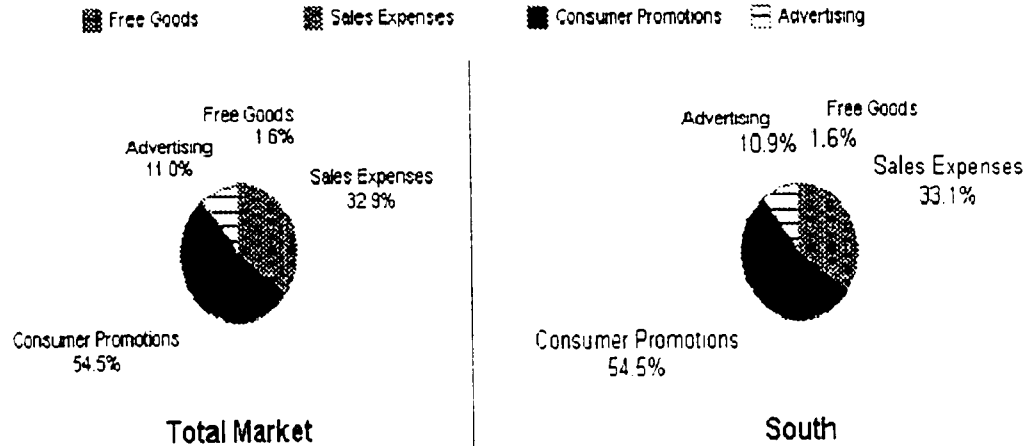 Free Goods
Sales Expenses
Consumer Promotions
Advertising
Free Goods
1.6%
Advertising
11.0%
Sales Expenses
32.9%
Consumer Promotions
54.5%
Total Market
Advertising
10.9%
Free Goods
1.6%
Sales Expenses
33.1%
Consumer Promotions
54.5%
South